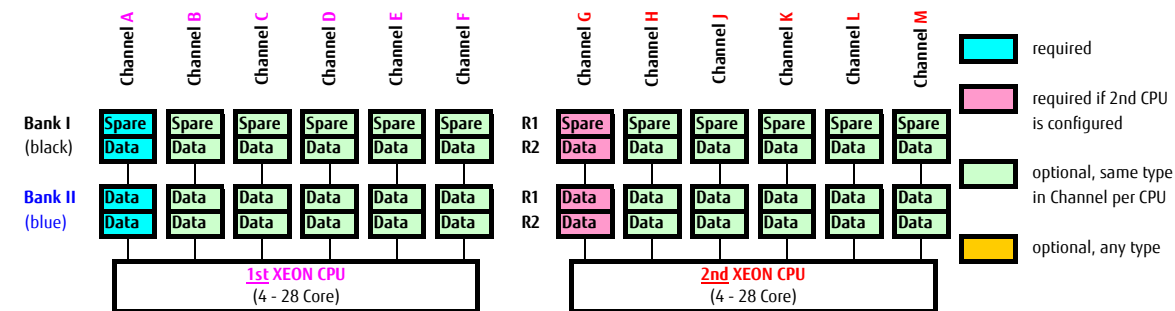 Channel A
Channel B
Channel C
Channel D
Channel E
Channel F
Channel G
Channel H
Channel J
Channel K
Channel L
Channel M
required
required if 2nd CPU
is configured
optional, same type
in Channel per CPU
optional, any type
Bank I Spare Spare Spare Spare Spare Spare R1 Spare Spare Spare Spare Spare Spare
(black) Data Data Data Data Data Data R2 Data Data Data Data Data Data
Bank II Data Data Data Data Data Data R1 Data Data Data Data Data Data
(blue) Data Data Data Data Data Data R2 Data Data Data Data Data Data
1st XEON CPU
(4 - 28 Core)
2nd XEON CPU
(4 - 28 Core)